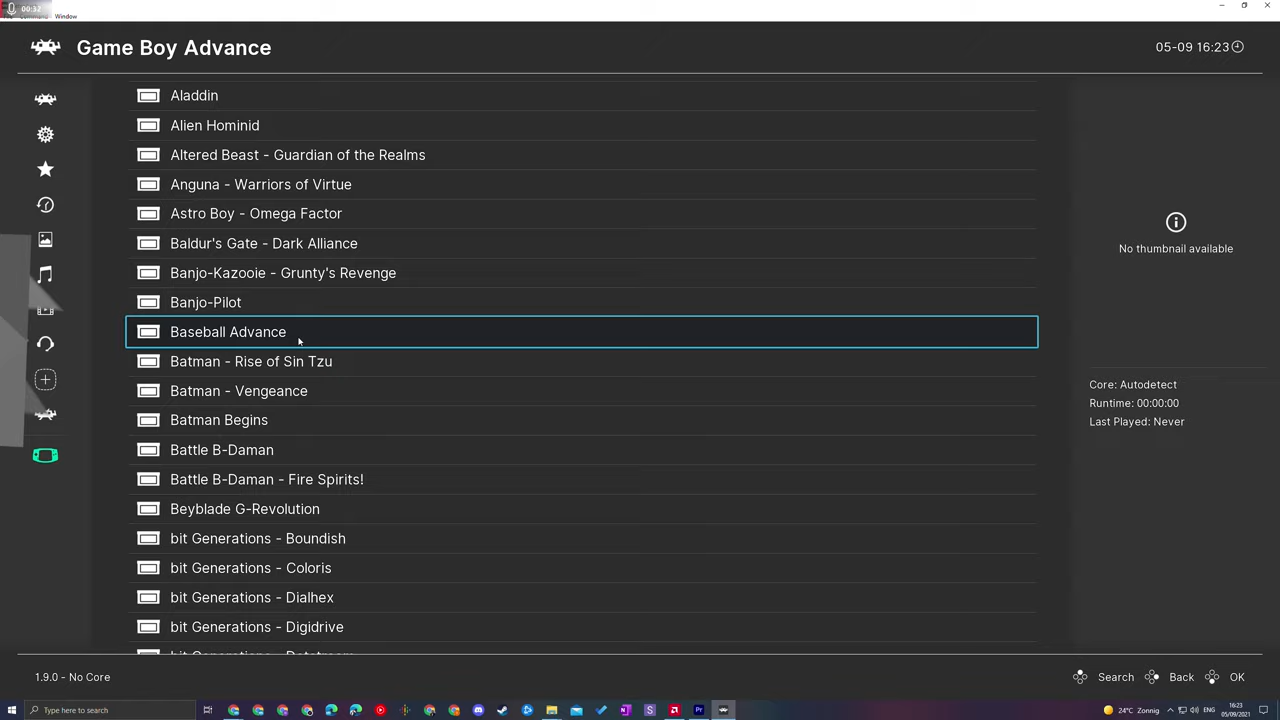 00:32
Window
Game Boy Advance
05-09 16:23
Aladdin
Alien Hominid
Altered Beast - Guardian of the Realms
Anguna - Warriors of Virtue
Astro Boy - Omega Factor
Baldur's Gate - Dark Alliance
Banjo-Kazooie - Grunty's Revenge
Banjo-Pilot
Baseball Advance
Batman - Rise of Sin Tzu
Batman - Vengeance
Batman Begins
Battle B-Daman
Battle B-Daman - Fire Spirits!
Beyblade G-Revolution
bit Generations - Boundish
bit Generations - Coloris
bit Generations - Dialhex
bit Generations - Digidrive
No thumbnail available
Core: Autodetect
Runtime: 00:00:00
Last Played: Never
1.9.0 - No Core
Search
Back
OK
Type here to search
24°C Zonnig
ENG
16:23
05/09/2021